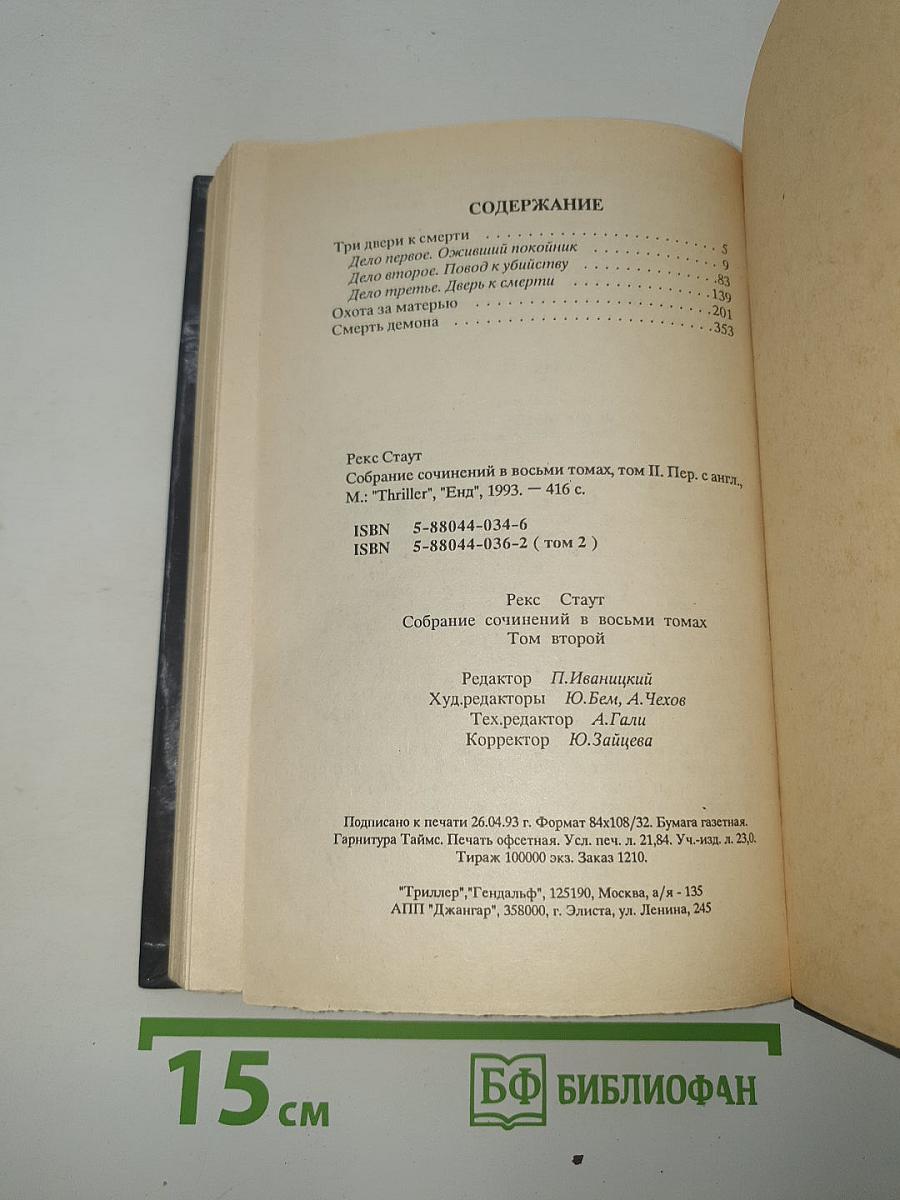 СОДЕРЖАНИЕ
Три двери к смерти . . . . . . . . . . . . . . . . . . . . . . . 5
Дело первое. Оживший покойник . . . . . . . . . . . . 9
Дело второе. Повод к убийству . . . . . . . . . . . . .83
Дело третье. Дверь к смерти . . . . . . . . . . . . . .139
Охота за матерью . . . . . . . . . . . . . . . . . . . . . . .201
Смерть демона . . . . . . . . . . . . . . . . . . . . . . . . .353
Рекс Стаут
Собрание сочинений в восьми томах, том II. Пер. с англ.,
М.: "Thriller", "Енд", 1993. — 416 с.
ISBN 5-88044-034-6
ISBN 5-88044-036-2 ( том 2 )
Рекс Стаут
Собрание сочинений в восьми томах
Том второй
Редактор П.Иваницкий
Худ.редакторы Ю.Бем, А.Чехов
Тех.редактор А.Гали
Корректор Ю.Зайцева
Подписано к печати 26.04.93 г. Формат 84х108/32. Бумага газетная.
Гарнитура Таймс. Печать офсетная. Усл. печ. л. 21,84. Уч.-изд. л. 23,0.
Тираж 100000 экз. Заказ 1210.
"Триллер","Гендальф", 125190, Москва, а/я - 135
АПП "Джангар", 358000, г. Элиста, ул. Ленина, 245
15 см
БФ БИБЛИОФАН